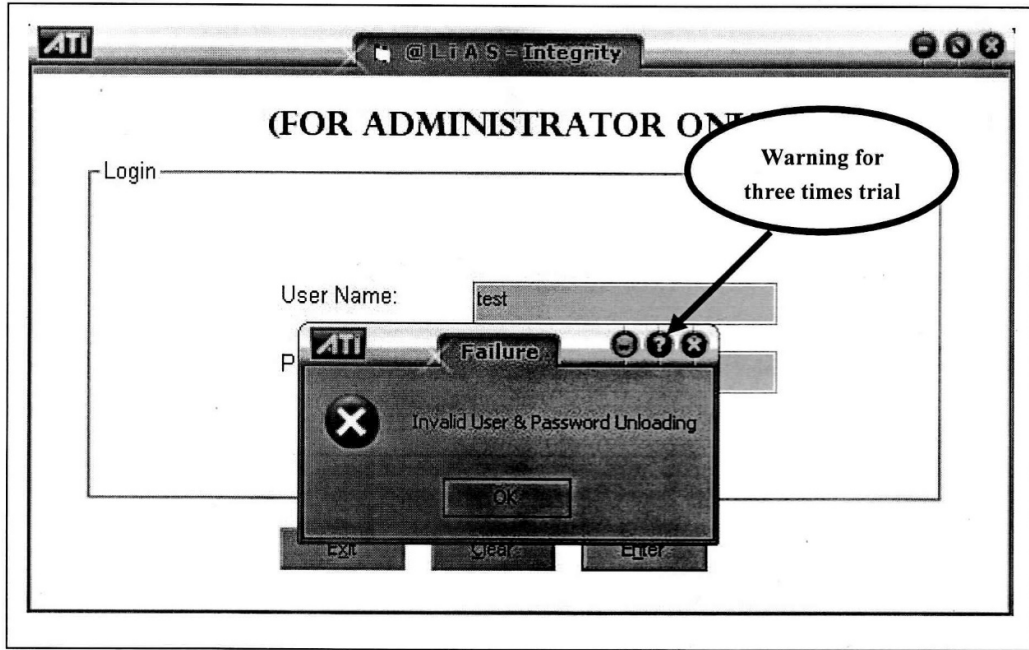 ATI
@ L i A S - Integrity
(FOR ADMINISTRATOR
Warning for
three times trial
Login
User Name:
test
ATI
Failure
Invalid User & Password Unloading
OK
Exit
Clear
Enter